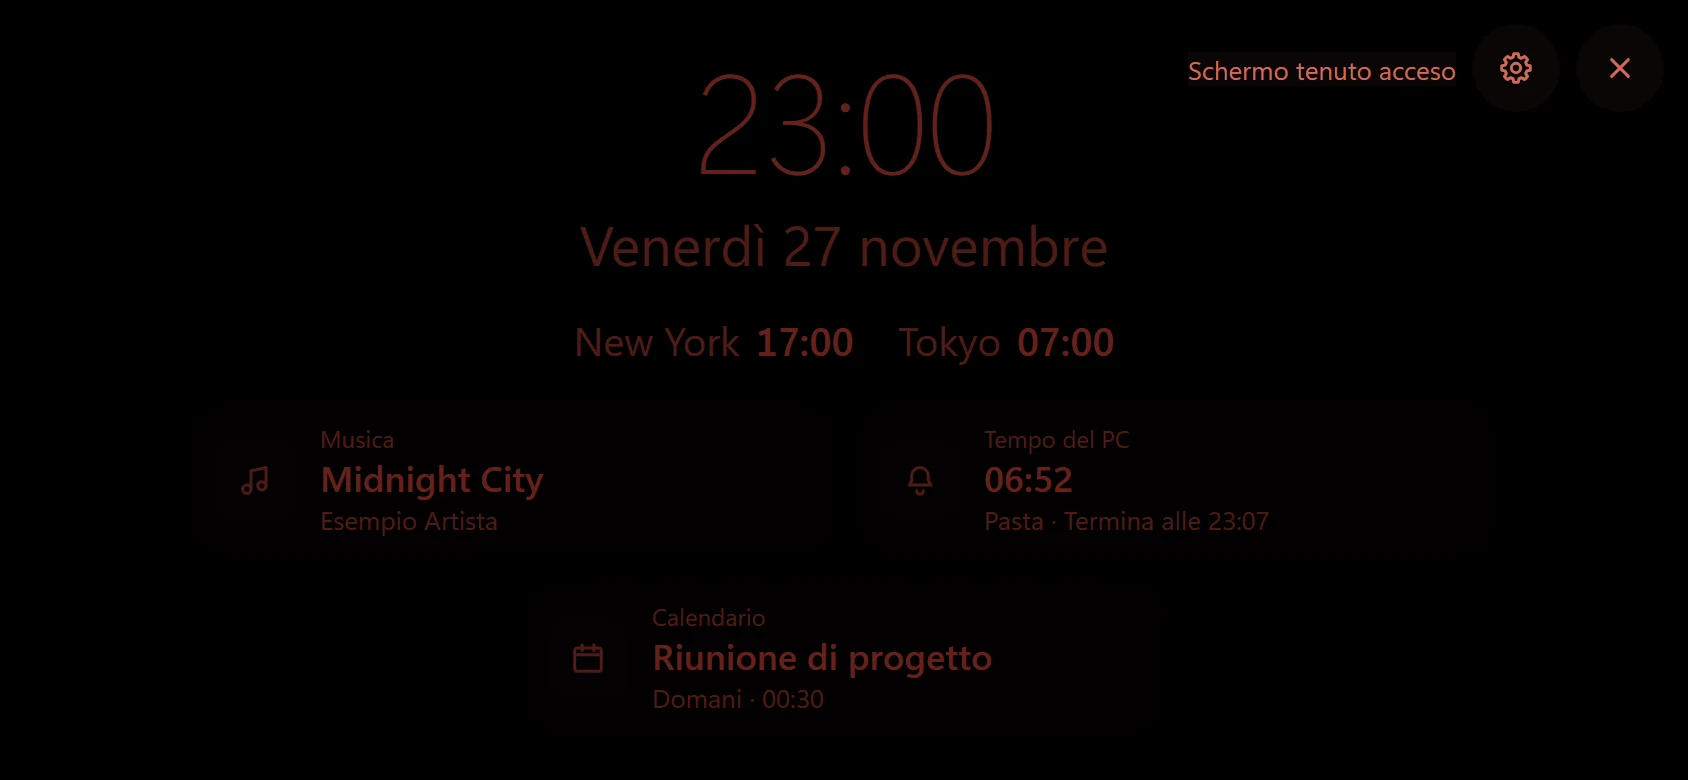 Schermo tenuto acceso
23:00
Venerdì 27 novembre
New York 17:00 Tokyo 07:00
Musica
Midnight City
Esempio Artista
Tempo del PC
06:52
Pasta · Termina alle 23:07
Calendario
Riunione di progetto
Domani · 00:30